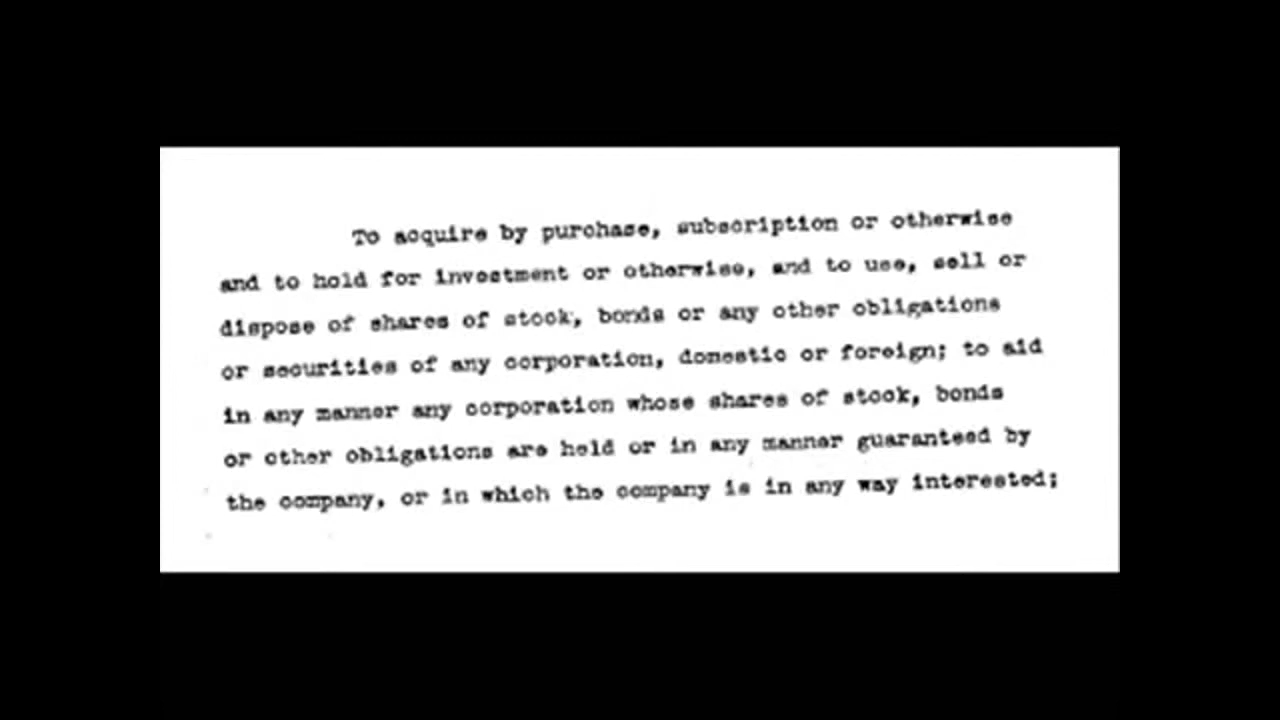 To acquire by purchase, subscription or otherwise
and to hold for investment or otherwise, and to use, sell or
dispose of shares of stock, bonds or any other obligations
or securities of any corporation, domestic or foreign; to aid
in any manner any corporation whose shares of stock, bonds
or other obligations are held or in any manner guaranteed by
the company, or in which the company is in any way interested;